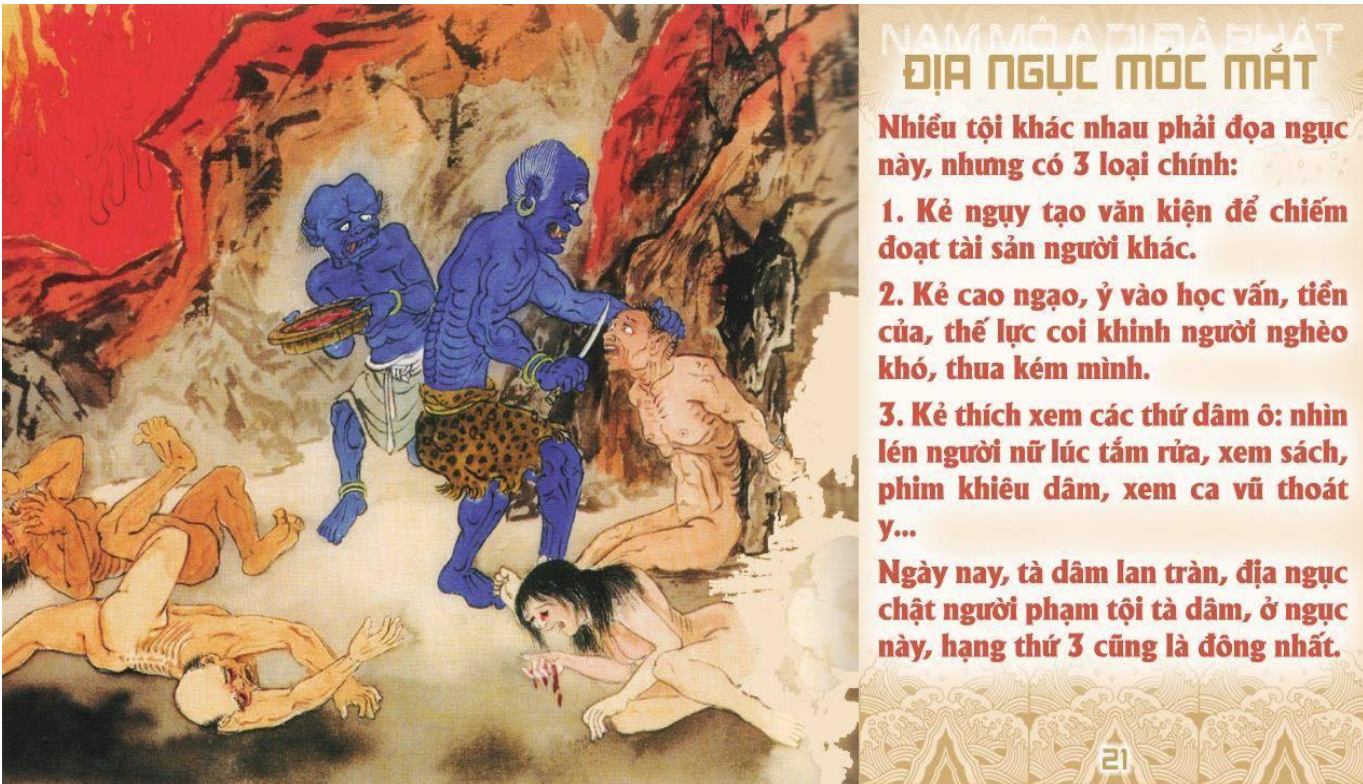 NAM MÔ A DI ĐÀ PHẬT
ĐỊA NGỤC MÓC MẮT
Nhiều tội khác nhau phải đọa ngục
này, nhưng có 3 loại chính:
1. Kẻ ngụy tạo văn kiện để chiếm
đoạt tài sản người khác.
2. Kẻ cao ngạo, ỷ vào học vấn, tiền
của, thế lực coi khinh người nghèo
khó, thua kém mình.
3. Kẻ thích xem các thứ dâm ô: nhìn
lén người nữ lúc tắm rửa, xem sách,
phim khiêu dâm, xem ca vũ thoát
y...
Ngày nay, tà dâm lan tràn, địa ngục
chật người phạm tội tà dâm, ở ngục
này, hạng thứ 3 cũng là đông nhất.
21